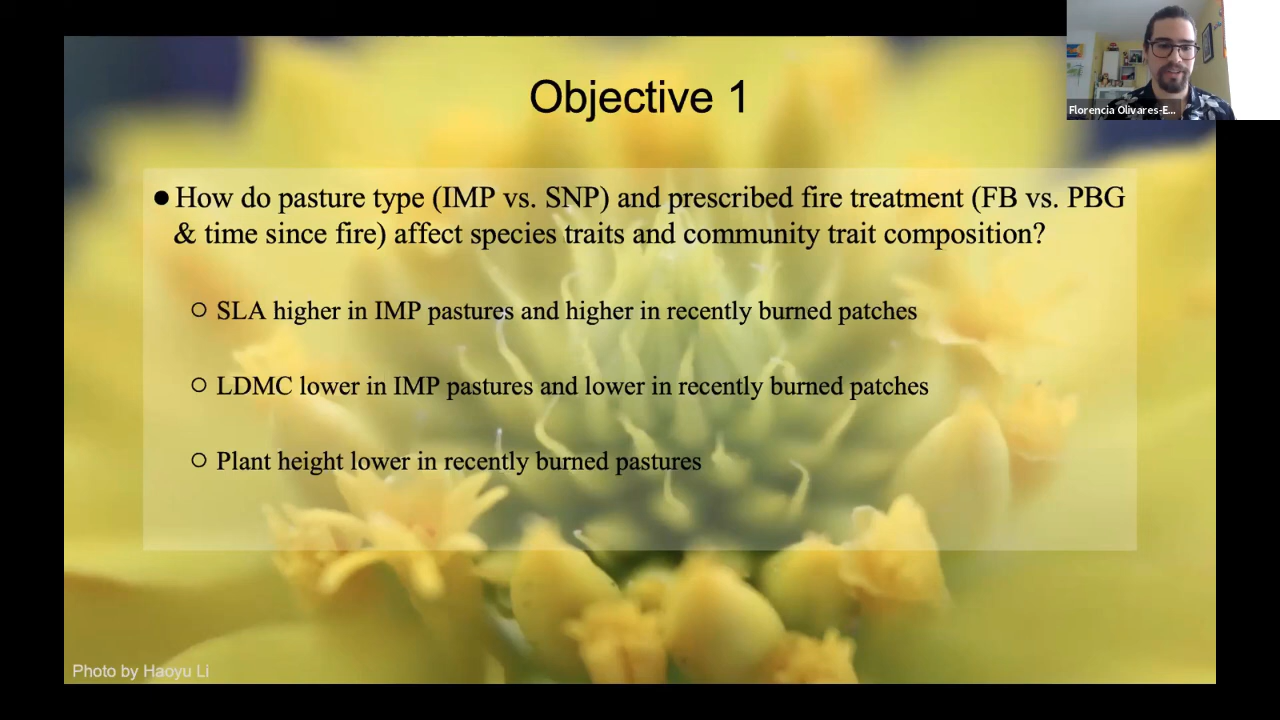 Florencia Olivares-E...
Objective 1
● How do pasture type (IMP vs. SNP) and prescribed fire treatment (FB vs. PBG
& time since fire) affect species traits and community trait composition?
○ SLA higher in IMP pastures and higher in recently burned patches
○ LDMC lower in IMP pastures and lower in recently burned patches
○ Plant height lower in recently burned pastures
Photo by Haoyu Li